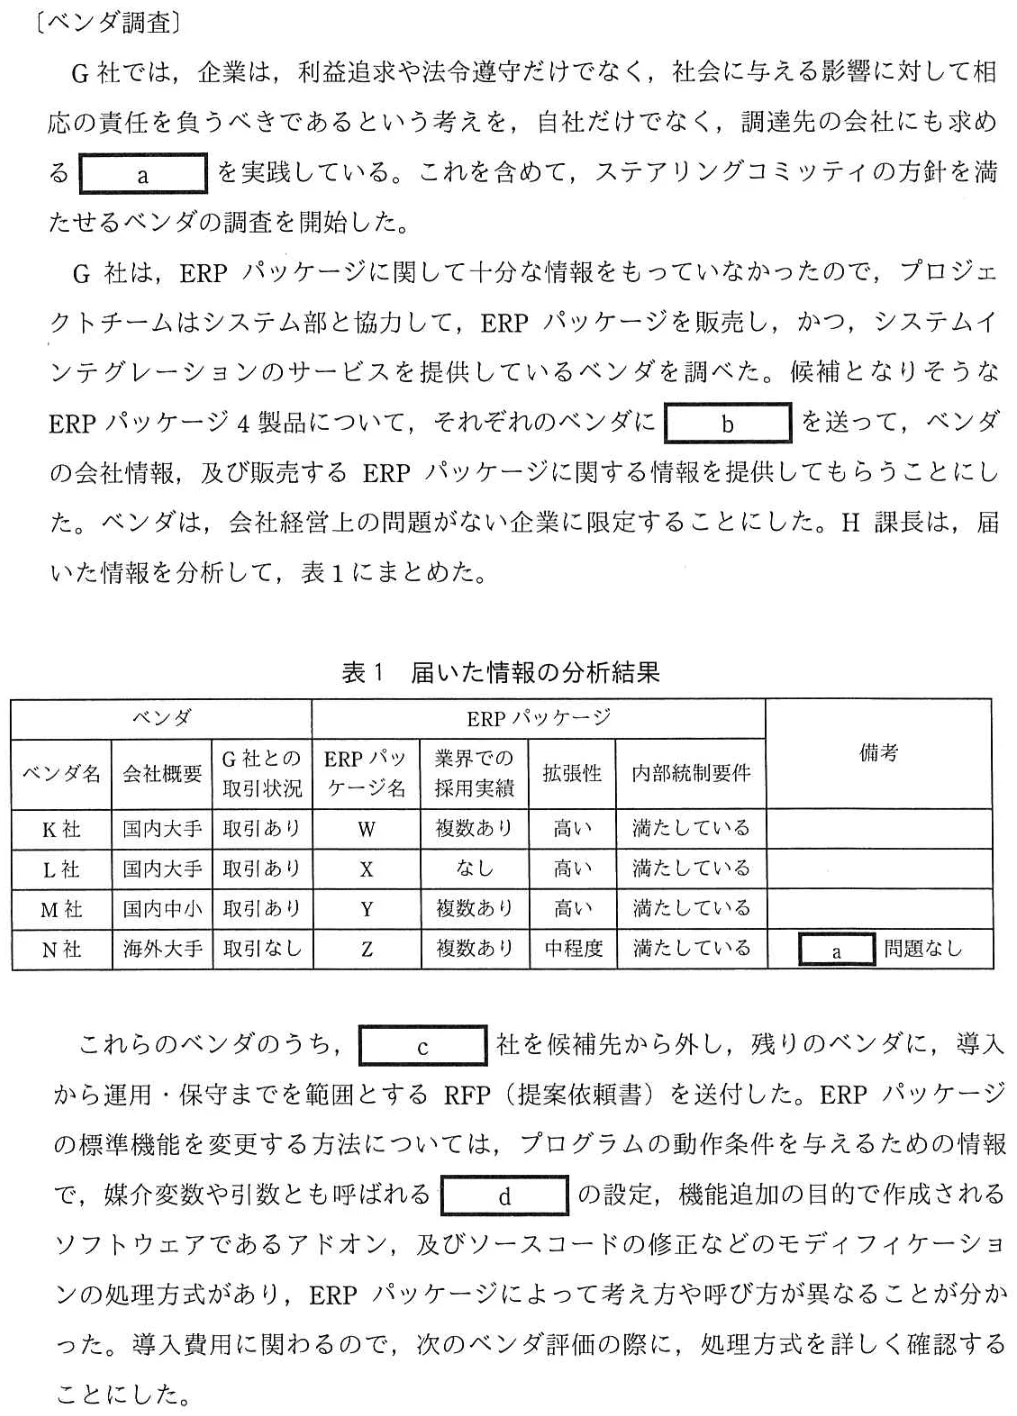 〔ベンダ調査〕
G社では，企業は，利益追求や法令遵守だけでなく，社会に与える影響に対して相
応の責任を負うべきであるという考えを，自社だけでなく，調達先の会社にも求め
る a を実践している。これを含めて，ステアリングコミッティの方針を満
たせるベンダの調査を開始した。
G 社は，ERP パッケージに関して十分な情報をもっていなかったので，プロジェ
クトチームはシステム部と協力して，ERP パッケージを販売し，かつ，システムイ
ンテグレーションのサービスを提供しているベンダを調べた。候補となりそうな
ERP パッケージ 4 製品について，それぞれのベンダに b を送って，ベンダ
の会社情報，及び販売する ERP パッケージに関する情報を提供してもらうことにし
た。ベンダは，会社経営上の問題がない企業に限定することにした。H 課長は，届
いた情報を分析して，表1にまとめた。
表1 届いた情報の分析結果
ベンダ ERP パッケージ 備考
ベンダ名 会社概要 G 社との取引状況 ERP パッケージ名 業界での採用実績 拡張性 内部統制要件
K 社 国内大手 取引あり W 複数あり 高い 満たしている
L 社 国内大手 取引あり X なし 高い 満たしている
M 社 国内中小 取引あり Y 複数あり 高い 満たしている
N 社 海外大手 取引なし Z 複数あり 中程度 満たしている a 問題なし
これらのベンダのうち， c 社を候補先から外し，残りのベンダに，導入
から運用・保守までを範囲とする RFP（提案依頼書）を送付した。ERP パッケージ
の標準機能を変更する方法については，プログラムの動作条件を与えるための情報
で，媒介変数や引数とも呼ばれる d の設定，機能追加の目的で作成される
ソフトウェアであるアドオン，及びソースコードの修正などのモディフィケーショ
ンの処理方式があり，ERP パッケージによって考え方や呼び方が異なることが分か
った。導入費用に関わるので，次のベンダ評価の際に，処理方式を詳しく確認する
ことにした。